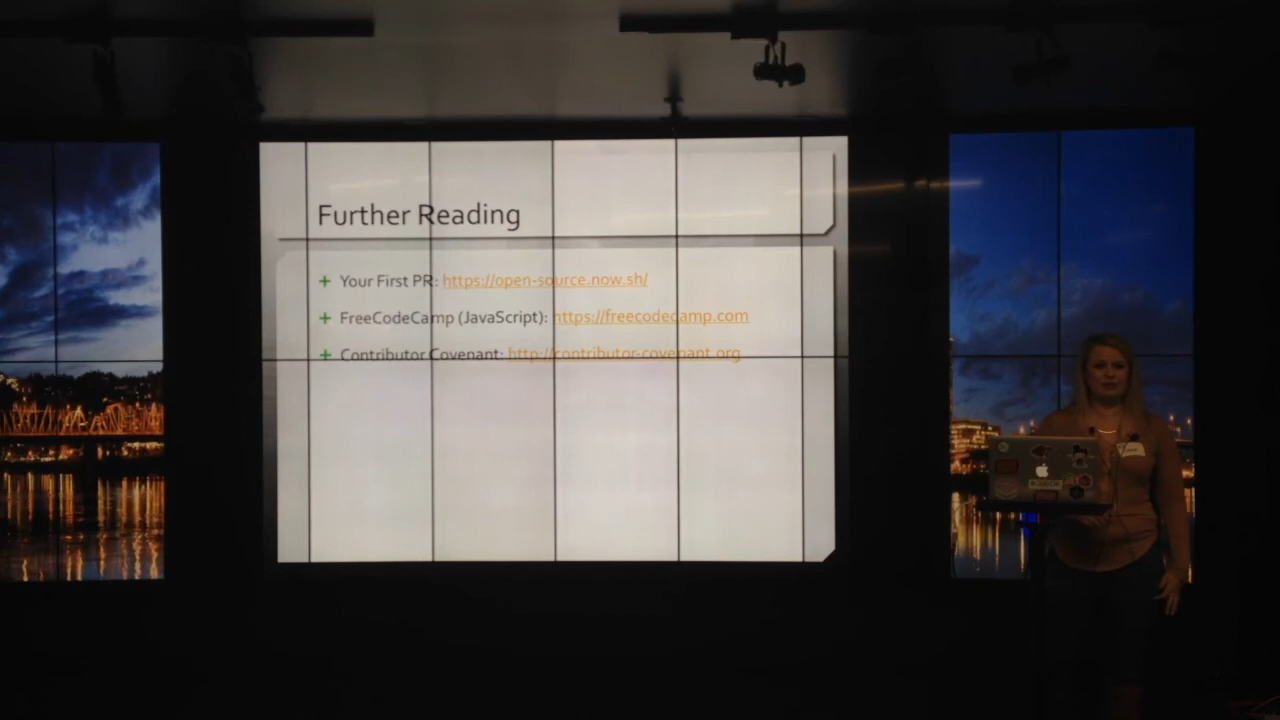 Further Reading
+ Your First PR: https://open-source.now.sh/
+ FreeCodeCamp (JavaScript): https://freecodecamp.com
+ Contributor Covenant: http://contributor-covenant.org